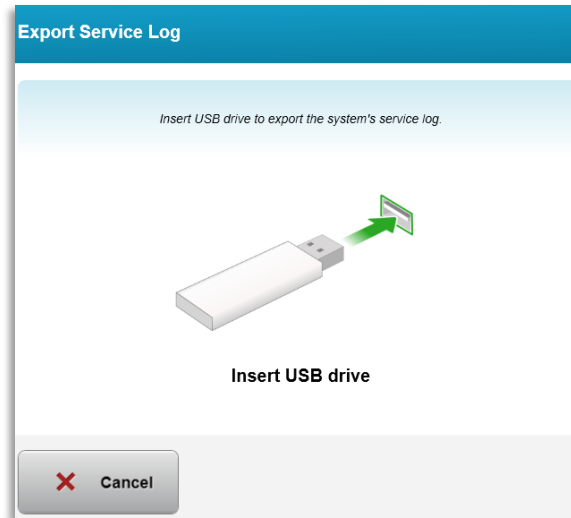 Export Service Log
Insert USB drive to export the system's service log.
Insert USB drive
Cancel